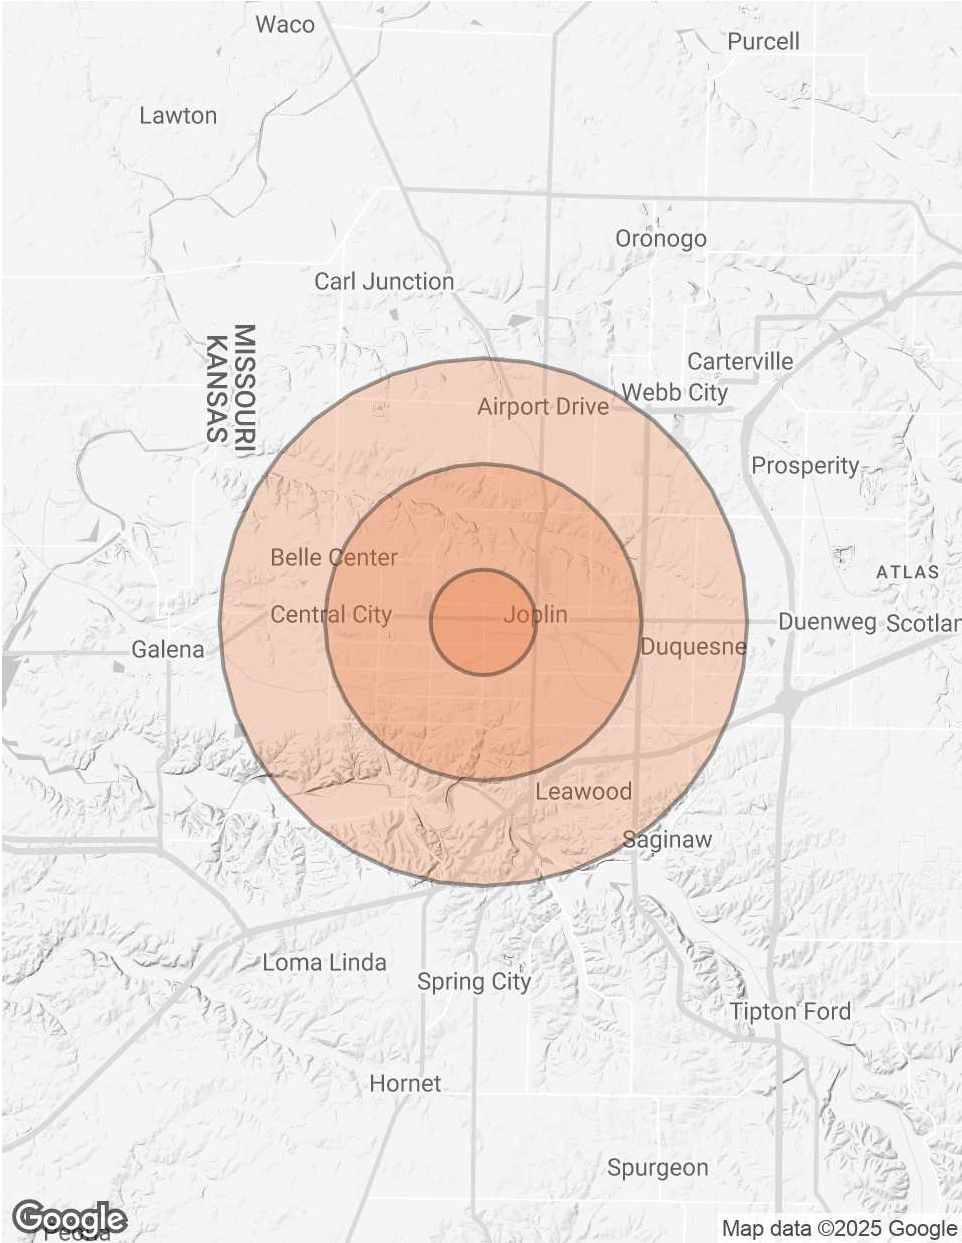 Waco
Purcell
Lawton
Oronogo
Carl Junction
MISSOURI
KANSAS
Carterville
Webb City
Airport Drive
Prosperity
Belle Center
ATLAS
Central City
Joplin
Duenweg
Scotlan
Galena
Duquesne
Leawood
Saginaw
Loma Linda
Spring City
Tipton Ford
Hornet
Spurgeon
Google
Peoria
Map data ©2025 Google